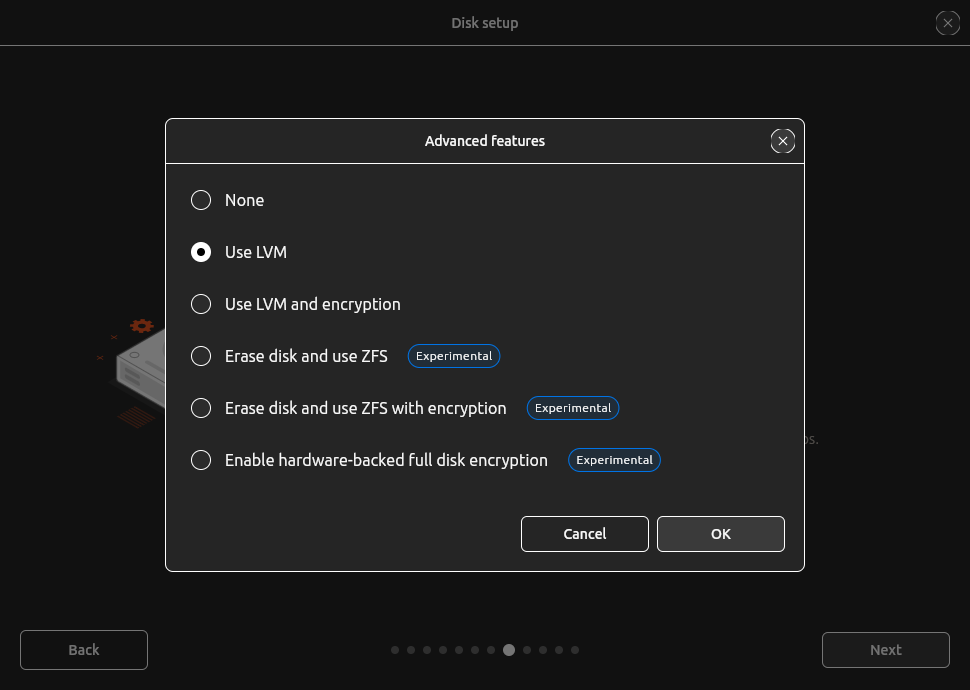 Disk setup
Advanced features
None
Use LVM
Use LVM and encryption
Erase disk and use ZFS Experimental
Erase disk and use ZFS with encryption Experimental
Enable hardware-backed full disk encryption Experimental
Cancel OK
Back Next